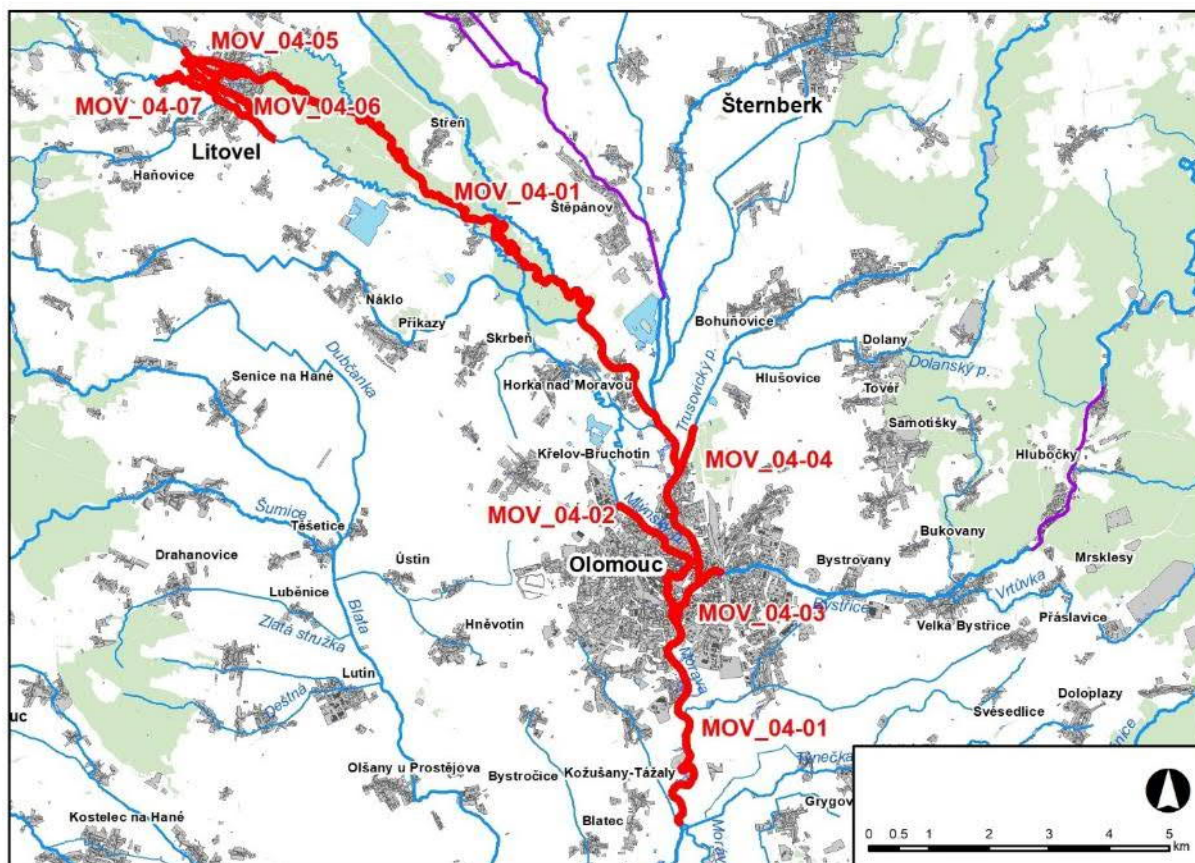 MOV_04-05
Šternberk
MOV_04-07
MOV_04-06
Střeň
Litovel
Haňovice
MOV_04-01
Štěpánov
Náklo
Bohuňovice
Příkazy
Skrbeň
Dolany
Dolanský p.
Trusovický p.
Dubčanka
Hlušovice
Tovéř
Senice na Hané
Horka nad Moravou
Samotišky
Křelov-Břuchotín
MOV_04-04
Hlubočky
Šumice
MOV_04-02
Bukovany
Těšetice
Drahanovice
Ústín
Olomouc
Bystrovany
Mrsklesy
Luběnice
Bystřice
Vrtůvka
MOV_04-03
Přáslavice
Blata
Zlatá stružka
Hněvotín
Velká Bystřice
Morava
Lutín
Deštná
Doloplazy
Svésedlice
uc
MOV_04-01
Týnečka
Olšany u Prostějova
Bystročice
Kožušany-Tážaly
Grygov
Blatec
Kostelec na Hané
0 0.5 1 2 3 4 5
km